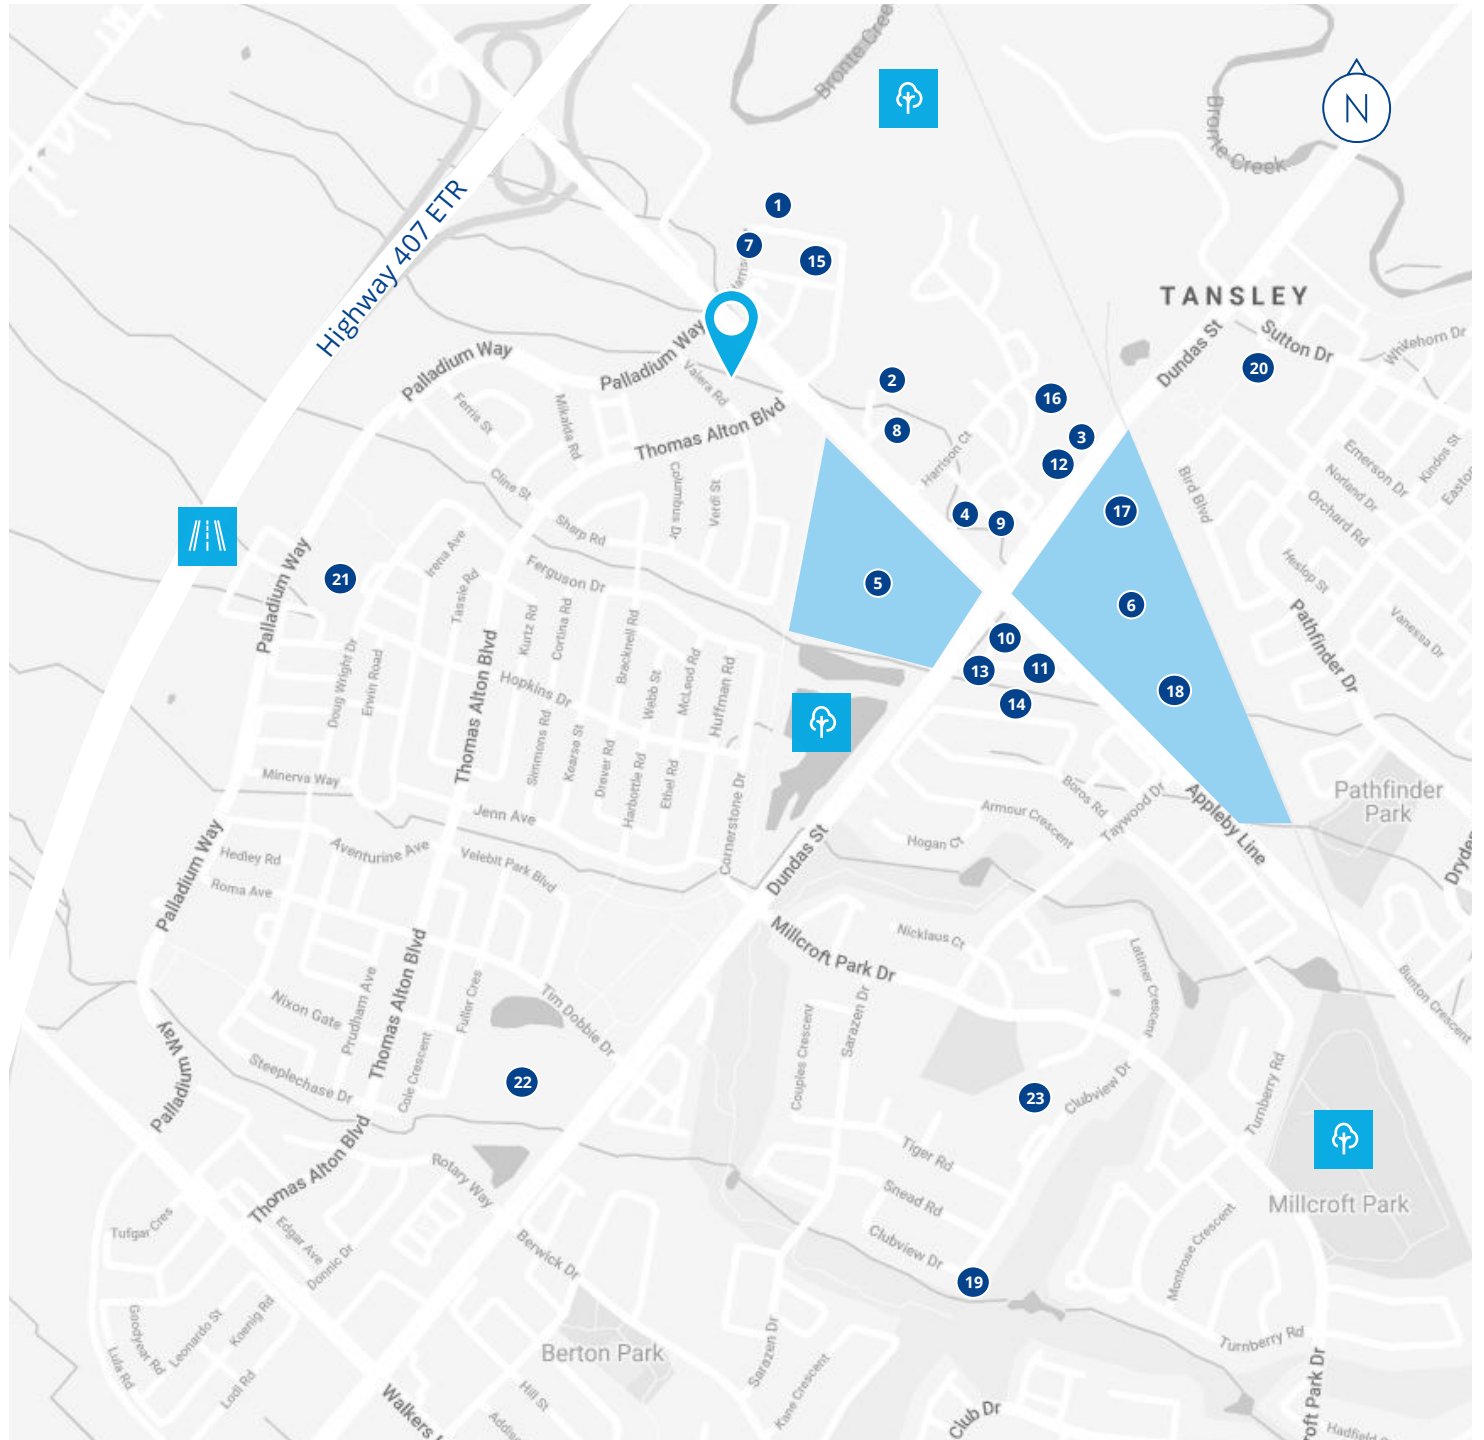 Bronte Creek
N
Bronte Creek
Highway 407 ETR
1
7
15
TANSLEY
Palladium Way
Palladium Way
Valera Rd
Thomas Alton Blvd
Ferris St
Mikalda Rd
2
8
16
3
12
Harrison Ct
Dundas St
Sutton Dr
Whitehorn Dr
20
Kindos St
Emerson Dr
Norland Dr
Orchard Rd
Bird Blvd
Heslop St
Cline St
Columbus Dr
Verdi St
Sharp Rd
4
9
17
5
6
Palladium Way
21
Irena Ave
Tassie Rd
Ferguson Dr
Kurtz Rd
Cortina Rd
Bracknell Rd
10
13
11
14
18
Pathfinder Dr
Vanessa Dr
Doug Wright Dr
Erwin Road
Thomas Alton Blvd
Hopkins Dr
Webb St
McLeod Rd
Huffman Rd
Simmons Rd
Kearse St
Drever Rd
Harbottle Rd
Ethel Rd
Cornerstone Dr
Minerva Way
Jenn Ave
Boros Rd
Taywood Dr
Appleby Line
Pathfinder
Park
Armour Crescent
Hogan Ct
Palladium Way
Hedley Rd
Roma Ave
Aventurine Ave
Velebit Park Blvd
Dundas St
Millcroft Park Dr
Nicklaus Ct
Latimer Crescent
Bunton Crescent
Nixon Gate
Prudham Ave
Thomas Alton Blvd
Fuller Cres
Tim Dobbie Dr
Couples Crescent
Sarazen Dr
Palladium Way
Steeplechase Dr
Cole Crescent
22
23
Clubview Dr
Turnberry Rd
Thomas Alton Blvd
Rotary Way
Tiger Rd
Snead Rd
Clubview Dr
19
Millcroft Park
Montrose Crescent
Tufgar Cres
Edgar Ave
Donnic Dr
Berwick Dr
Goodyear Rd
Leonardo St
Koenig Rd
Lula Rd
Lodi Rd
Berton Park
Sarazen Dr
Kane Crescent
Turnberry Rd
Walkers
Hill St
Club Dr